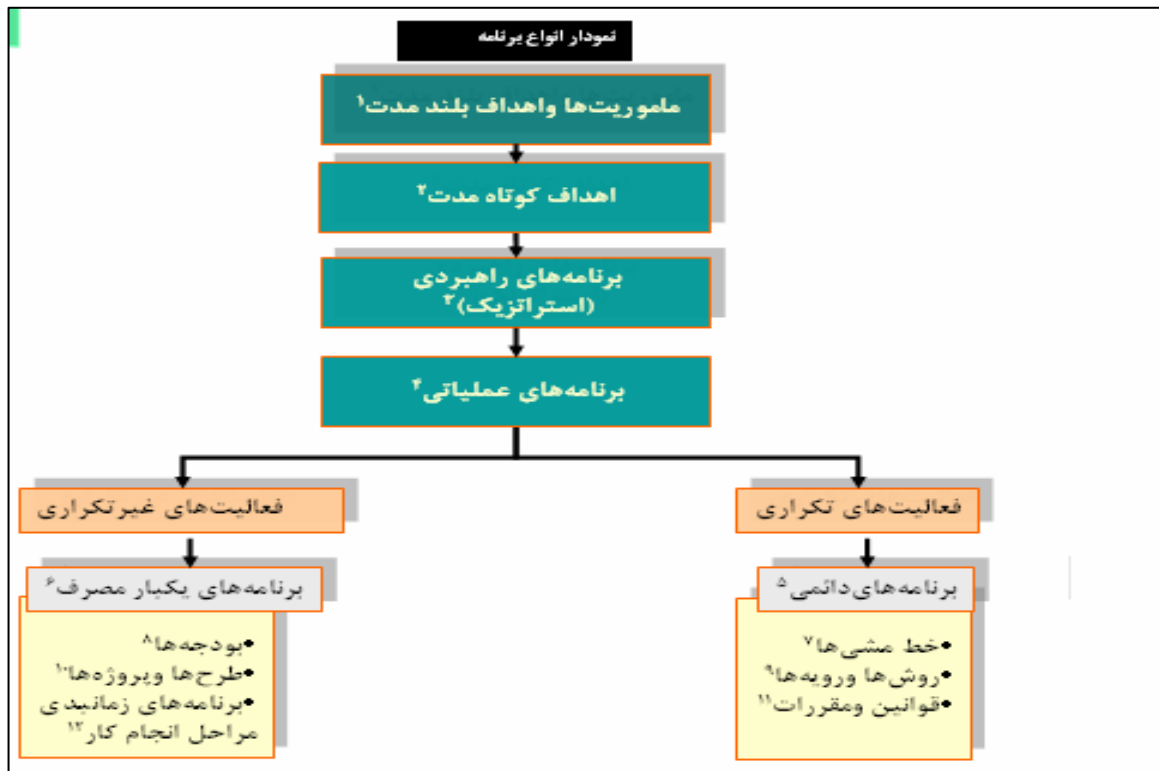 نمودار انواع برنامه
ماموریت‌ها واهداف بلند مدت۱
اهداف کوتاه مدت۲
برنامه‌های راهبردی
(استراتژیک)۳
برنامه‌های عملیاتی۴
فعالیت‌های تکراری
فعالیت‌های غیرتکراری
برنامه‌های‌دائمی۵
برنامه‌های یکبار مصرف۶
•خط مشی‌ها۷
•روش‌ها ورویه‌ها۹
•قوانین ومقررات۱۱
•بودجه‌ها۸
•طرح‌ها وپروژه‌ها۱۰
•برنامه‌های زمانبدی
مراحل انجام کار۱۲